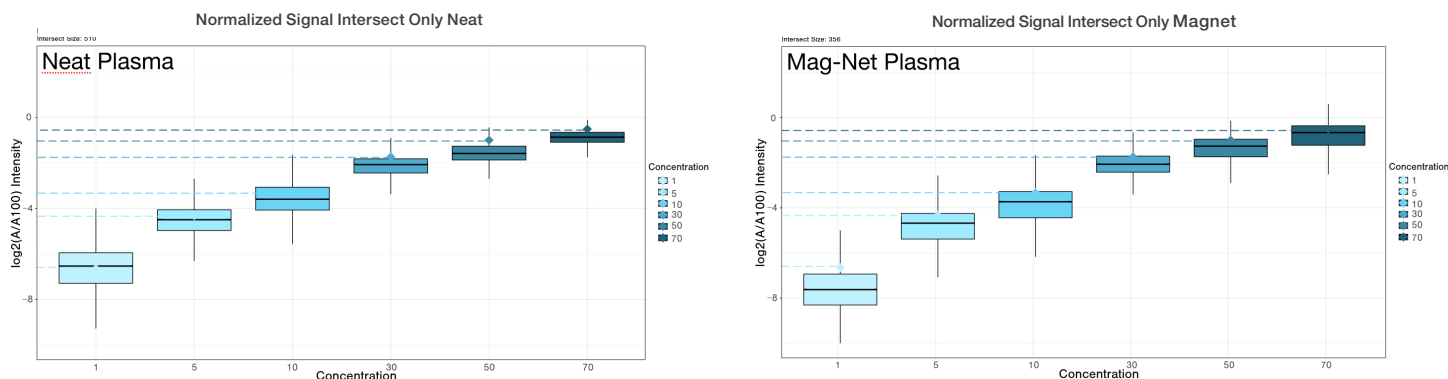 Normalized Signal Intersect Only Neat
Intersect Size: 510
Neat Plasma
log2(A/A100) Intensity
0
−4
−8
1
5
10
30
50
70
Concentration
Concentration
1
5
10
30
50
70
Normalized Signal Intersect Only Magnet
Intersect Size: 356
Mag-Net Plasma
log2(A/A100) Intensity
0
−4
−8
1
5
10
30
50
70
Concentration
Concentration
1
5
10
30
50
70